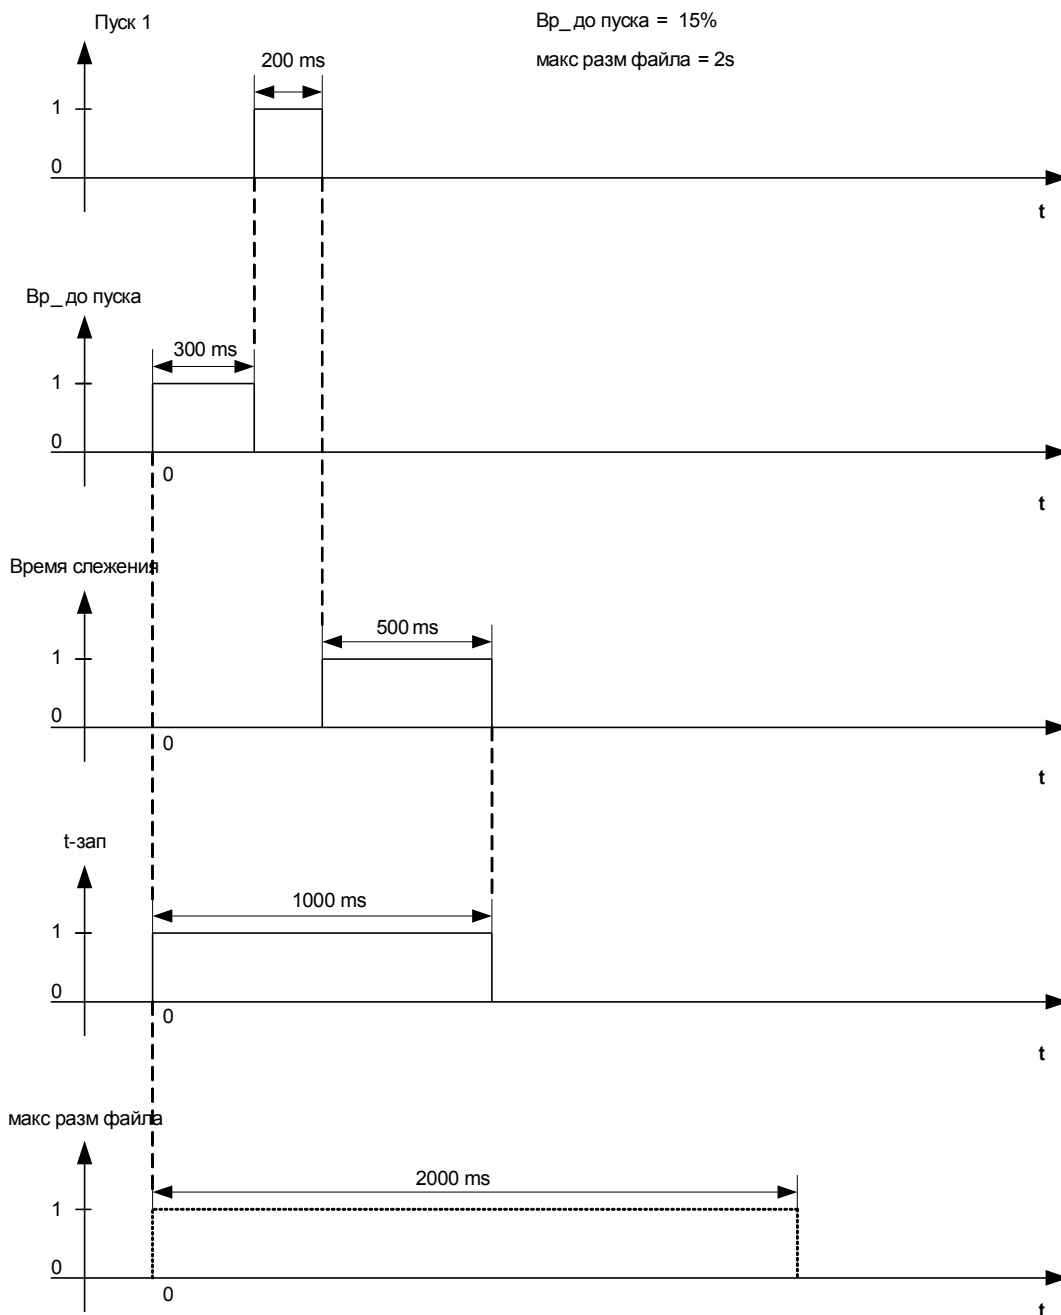 Пуск 1
Вр_до пуска = 15%
макс разм файла = 2s
200 ms
1
0
t
Вр_до пуска
300 ms
1
0
0
t
Время слежения
500 ms
1
0
0
t
t-зап
1000 ms
1
0
0
t
макс разм файла
2000 ms
1
0
0
t